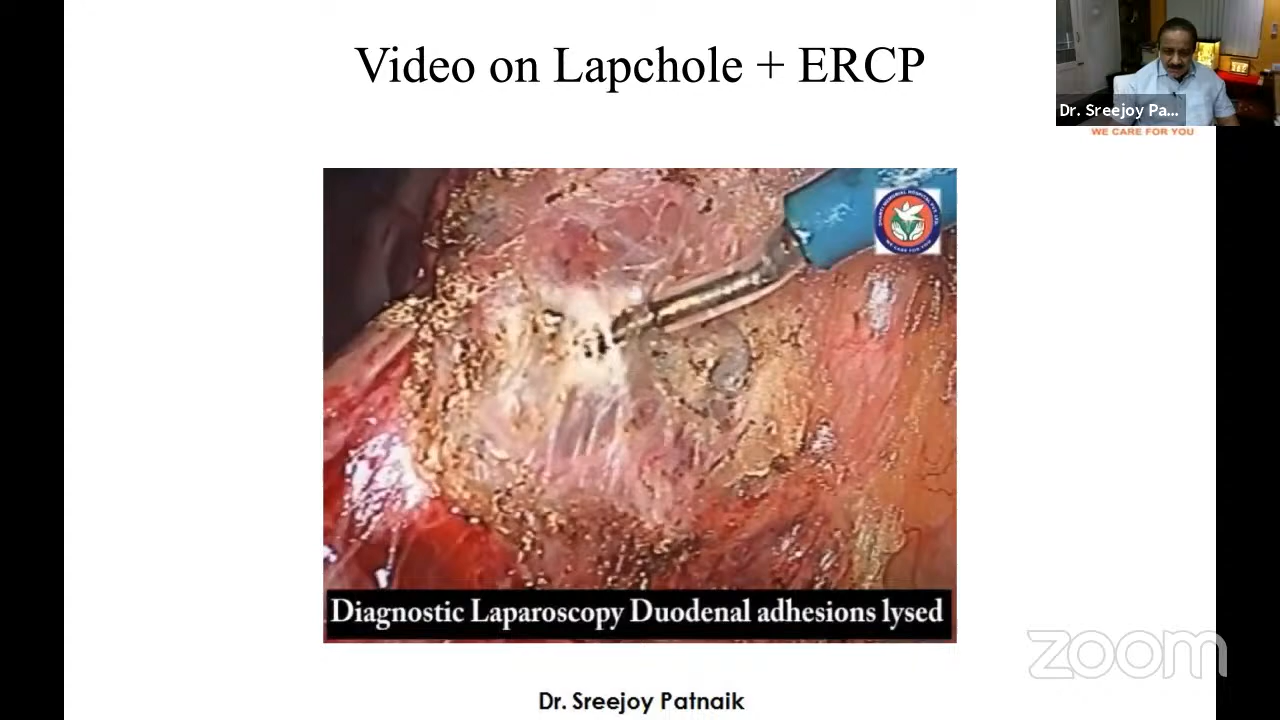 Video on Lapchole + ERCP
Dr. Sreejoy Pa...
WE CARE FOR YOU
Diagnostic Laparoscopy Duodenal adhesions lysed
zoom
Dr. Sreejoy Patnaik